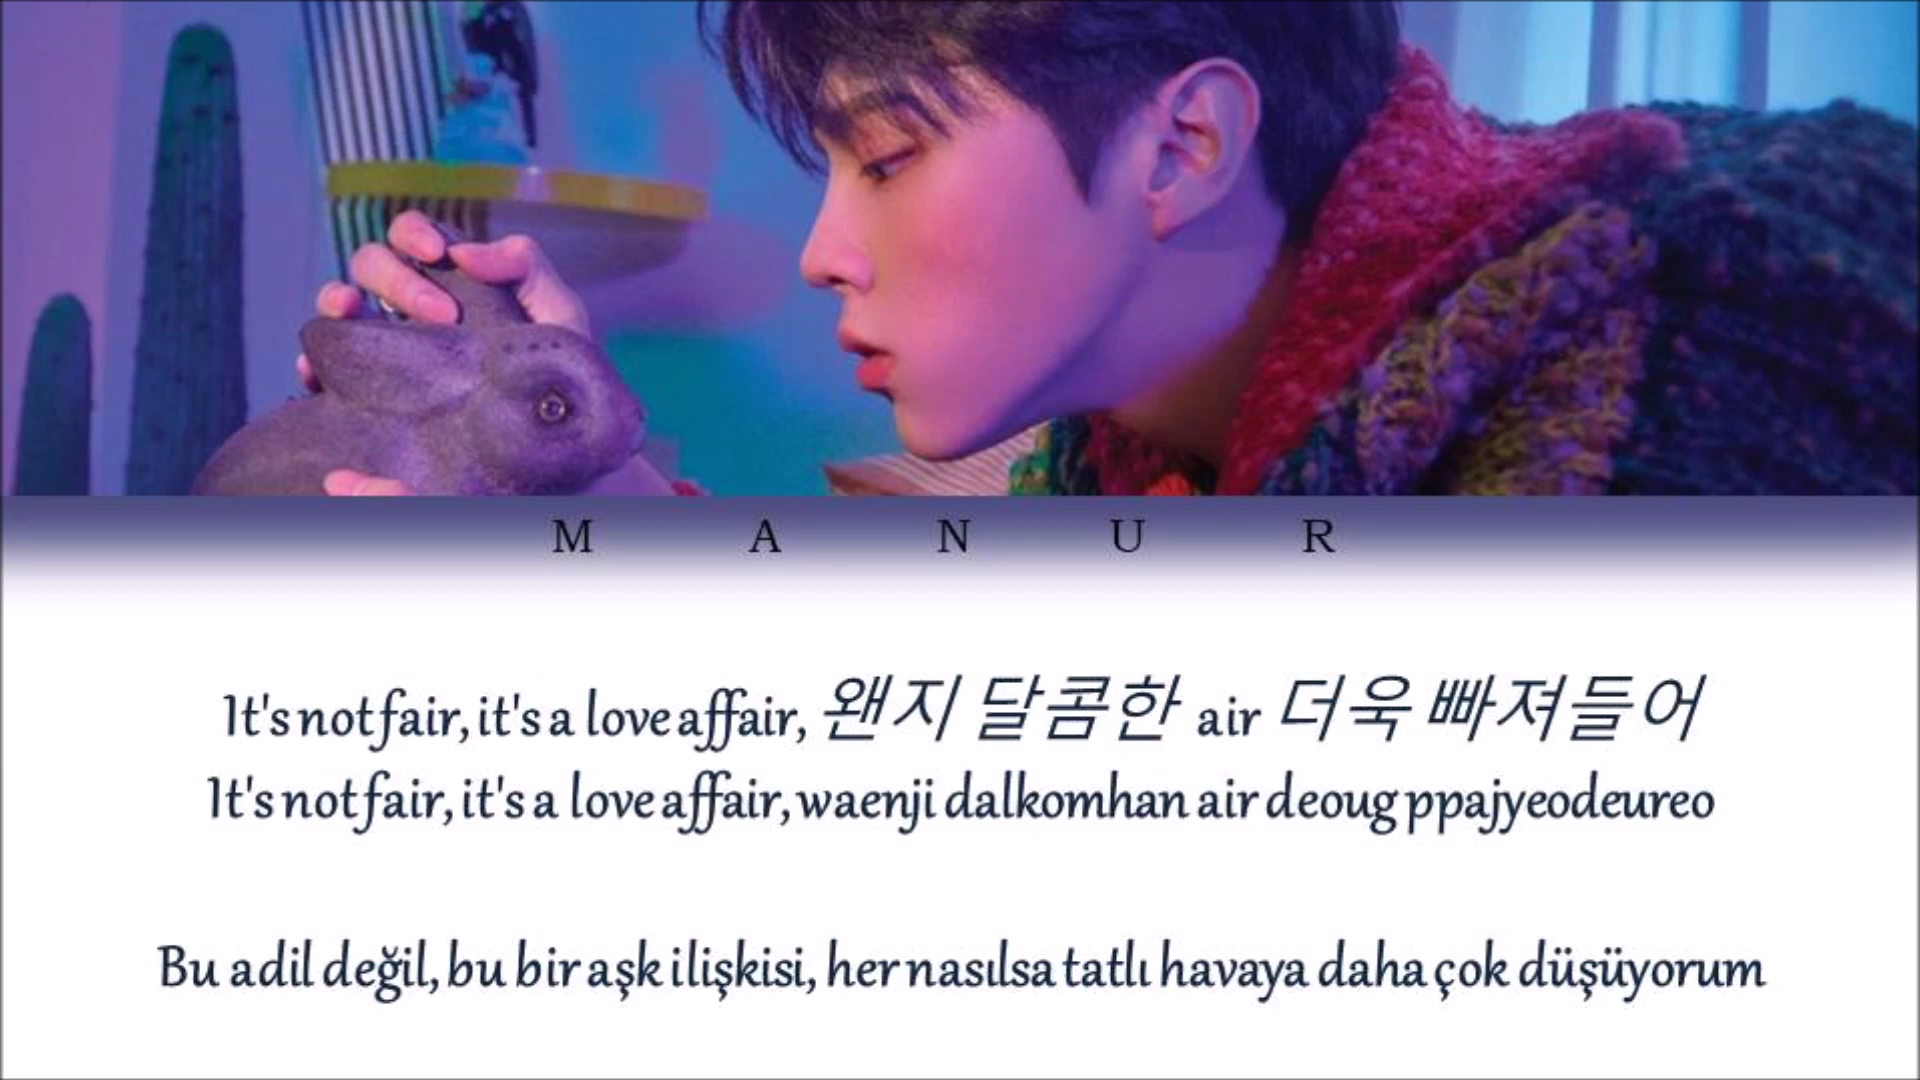 M A N U R
It's not fair, it's a love affair, 왠지 달콤한 air 더욱 빠져들어
It's not fair, it's a love affair, waenji dalkomhan air deoug ppajyeodeureo
Bu adil değil, bu bir aşk ilişkisi, her nasılsa tatlı havaya daha çok düşüyorum